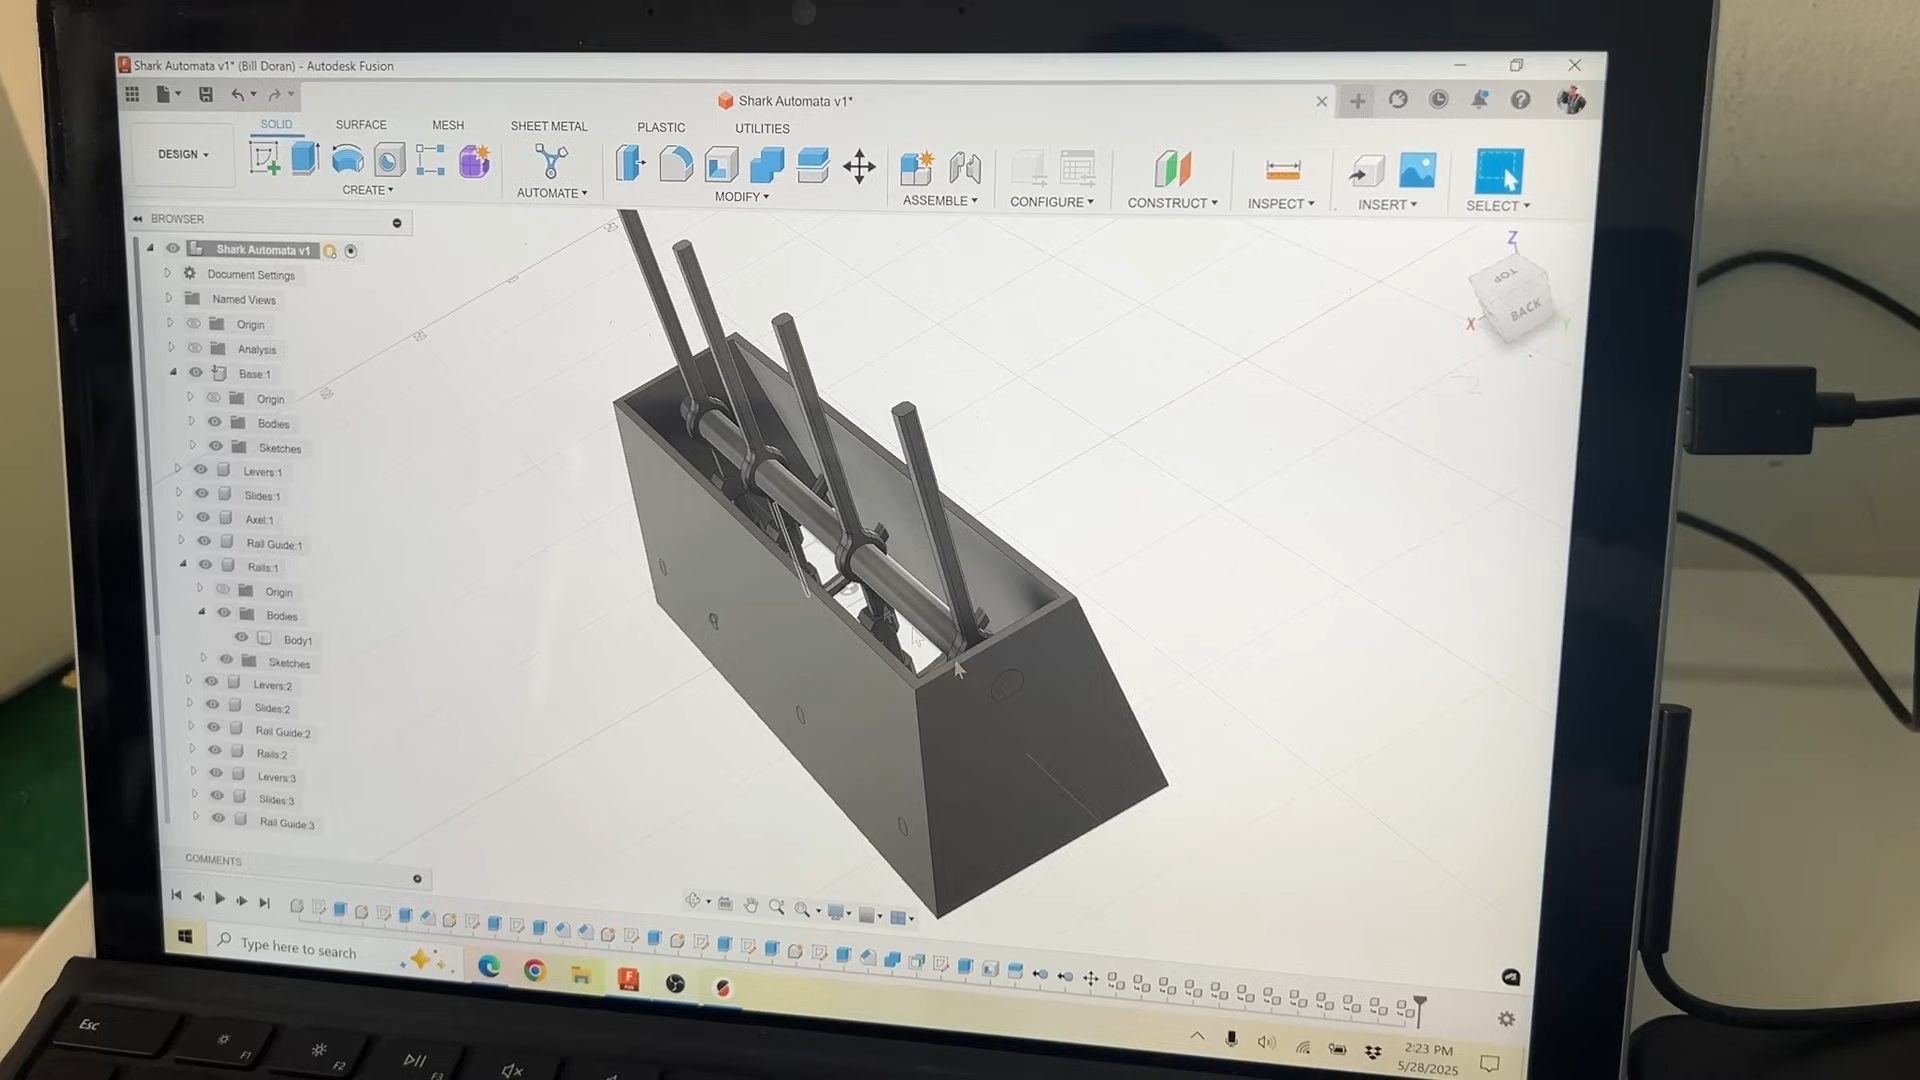 Shark Automata v1* (Bill Doran) - Autodesk Fusion
Shark Automata v1*
SOLID SURFACE MESH SHEET METAL PLASTIC UTILITIES
DESIGN
CREATE AUTOMATE MODIFY ASSEMBLE CONFIGURE CONSTRUCT INSPECT INSERT SELECT
BROWSER
Shark Automata v1
Document Settings
Named Views
Origin
Analysis
Base:1
Origin
Bodies
Sketches
Levers:1
Slides:1
Axel:1
Rail Guide:1
Rails:1
Origin
Bodies
Body1
Sketches
Levers:2
Slides:2
Rail Guide:2
Rails:2
Levers:3
Slides:3
Rail Guide:3
Z
TOP
BACK
X
Y
COMMENTS
Type here to search
2:23 PM
5/28/2025
Esc
F1
F2
F3